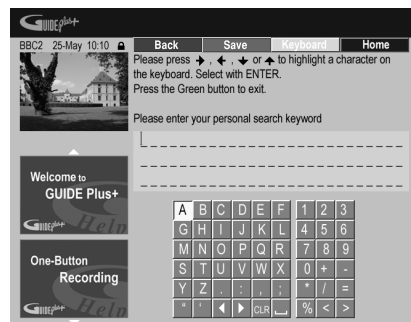 GUIDE Plus+
BBC2 25-May 10:10
Back Save Keyboard Home
Please press → , ← , ↓ or ↑ to highlight a character on
the keyboard. Select with ENTER.
Press the Green button to exit.
Please enter your personal search keyword
Welcome to
GUIDE Plus+
GUIDE Plus+ Help
One-Button
Recording
GUIDE Plus+ Help
A B C D E F 1 2 3
G H I J K L 4 5 6
M N O P Q R 7 8 9
S T U V W X 0 + -
Y Z . : , ; * / =
" ' ◄ ► CLR ⎵ % < >